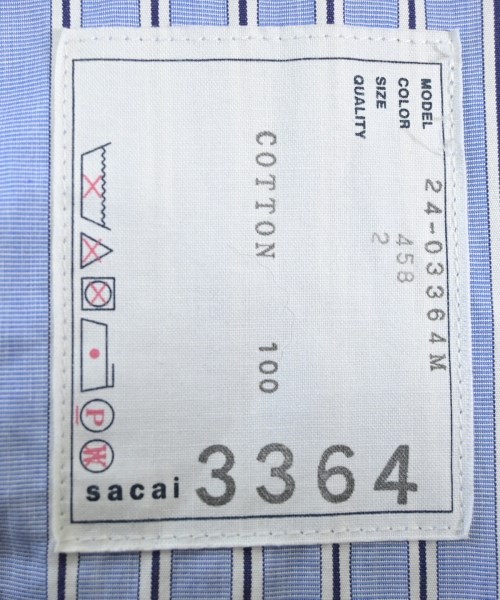 MODEL 24-03364M
COLOR 458
SIZE 2
QUALITY
COTTON 100
P
W
sacai 3364